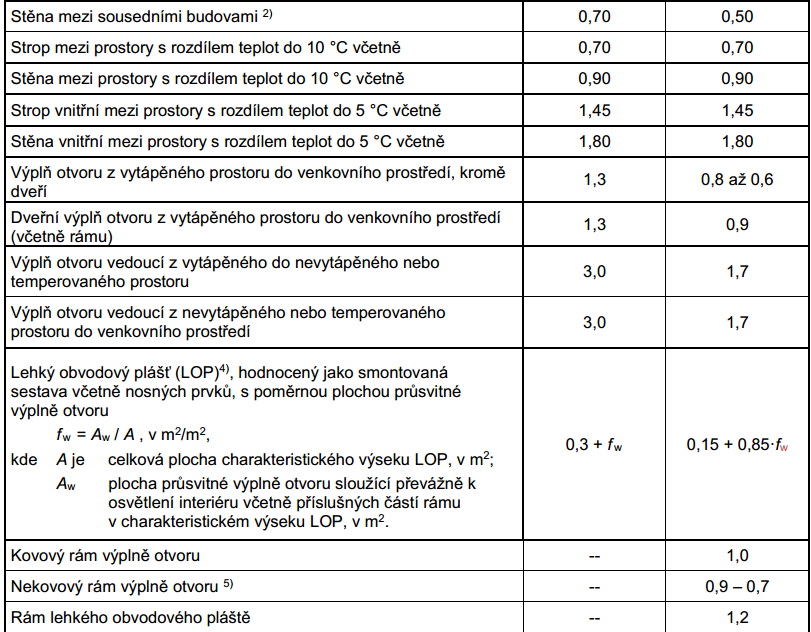 Stěna mezi sousedními budovami 2) 0,70 0,50
Strop mezi prostory s rozdílem teplot do 10 °C včetně 0,70 0,70
Stěna mezi prostory s rozdílem teplot do 10 °C včetně 0,90 0,90
Strop vnitřní mezi prostory s rozdílem teplot do 5 °C včetně 1,45 1,45
Stěna vnitřní mezi prostory s rozdílem teplot do 5 °C včetně 1,80 1,80
Výplň otvoru z vytápěného prostoru do venkovního prostředí, kromě
dveří 1,3 0,8 až 0,6
Dveřní výplň otvoru z vytápěného prostoru do venkovního prostředí
(včetně rámu) 1,3 0,9
Výplň otvoru vedoucí z vytápěného do nevytápěného nebo
temperovaného prostoru 3,0 1,7
Výplň otvoru vedoucí z nevytápěného nebo temperovaného
prostoru do venkovního prostředí 3,0 1,7
Lehký obvodový plášť (LOP)4), hodnocený jako smontovaná
sestava včetně nosných prvků, s poměrnou plochou průsvitné
výplně otvoru
fw = Aw / A , v m2/m2,
kde A je celková plocha charakteristického výseku LOP, v m2;
Aw plocha průsvitné výplně otvoru sloužící převážně k
osvětlení interiéru včetně příslušných částí rámu
v charakteristickém výseku LOP, v m2.
0,3 + fw 0,15 + 0,85·fw
Kovový rám výplně otvoru -- 1,0
Nekovový rám výplně otvoru 5) -- 0,9 – 0,7
Rám lehkého obvodového pláště -- 1,2